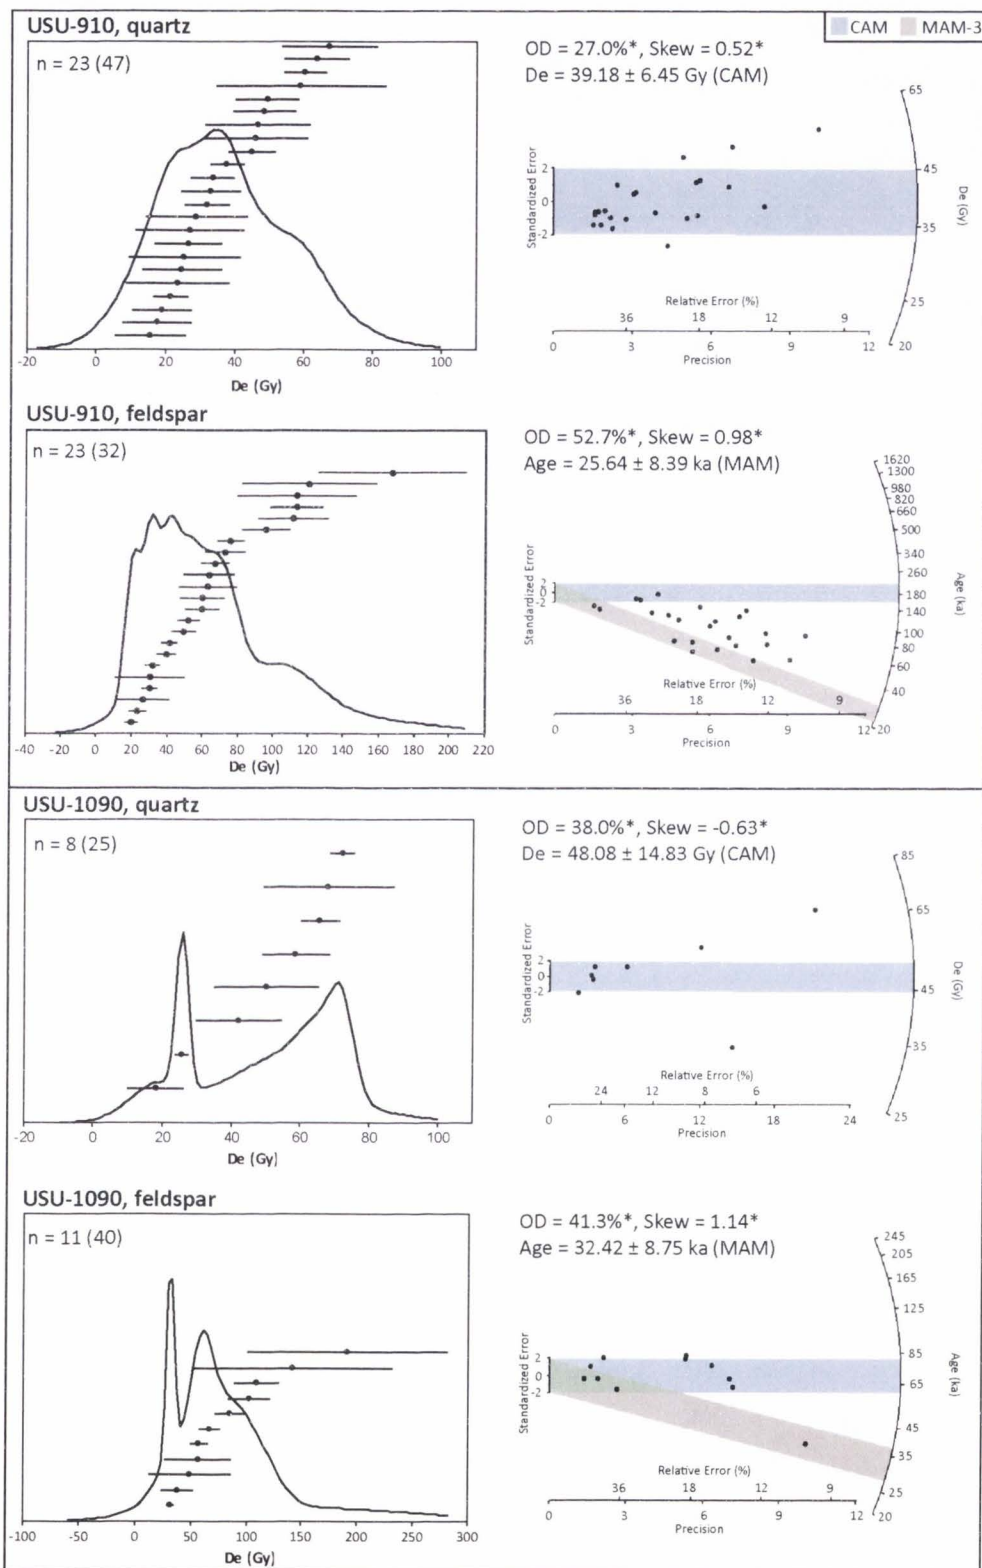 USU-910, quartz
CAM MAM-3
n = 23 (47)
OD = 27.0%*, Skew = 0.52*
De = 39.18 ± 6.45 Gy (CAM)
65
45
35
25
20
De (Gy)
Standardized Error
2
0
-2
Relative Error (%)
36 18 12 9
0 3 6 9 12
Precision
-20 0 20 40 60 80 100
De (Gy)
USU-910, feldspar
n = 23 (32)
OD = 52.7%*, Skew = 0.98*
Age = 25.64 ± 8.39 ka (MAM)
1620
1300
980
820
660
500
340
260
180
140
100
80
60
40
20
Age (ka)
Standardized Error
2
0
-2
Relative Error (%)
36 18 12 9
0 3 6 9 12
Precision
-40 -20 0 20 40 60 80 100 120 140 160 180 200 220
De (Gy)
USU-1090, quartz
n = 8 (25)
OD = 38.0%*, Skew = -0.63*
De = 48.08 ± 14.83 Gy (CAM)
85
65
45
35
25
De (Gy)
Standardized Error
2
0
-2
Relative Error (%)
24 12 8 6
0 6 12 18 24
Precision
-20 0 20 40 60 80 100
De (Gy)
USU-1090, feldspar
n = 11 (40)
OD = 41.3%*, Skew = 1.14*
Age = 32.42 ± 8.75 ka (MAM)
245
205
165
125
85
65
45
35
25
20
Age (ka)
Standardized Error
2
0
-2
Relative Error (%)
36 18 12 9
0 3 6 9 12
Precision
-100 -50 0 50 100 150 200 250 300
De (Gy)